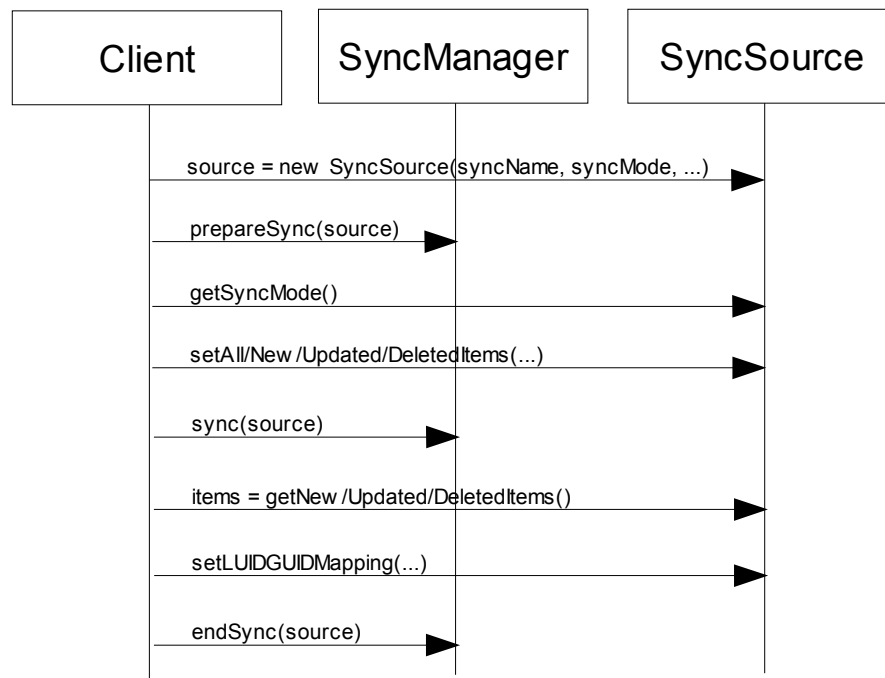 Client
SyncManager
SyncSource
source = new SyncSource(syncName, syncMode, ...)
prepareSync(source)
getSyncMode()
setAll/New/Updated/DeletedItems(...)
sync(source)
items = getNew/Updated/DeletedItems()
setLUIDGUIDMapping(...)
endSync(source)